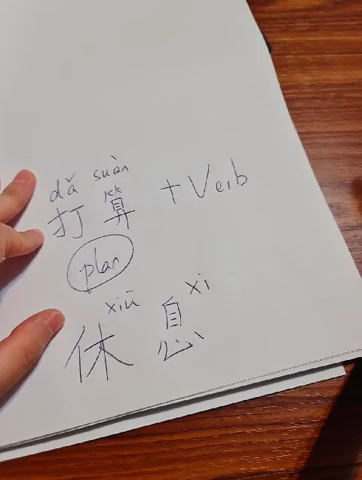 dǎ suàn
打算 + Verb
plan
xiū xi
休息